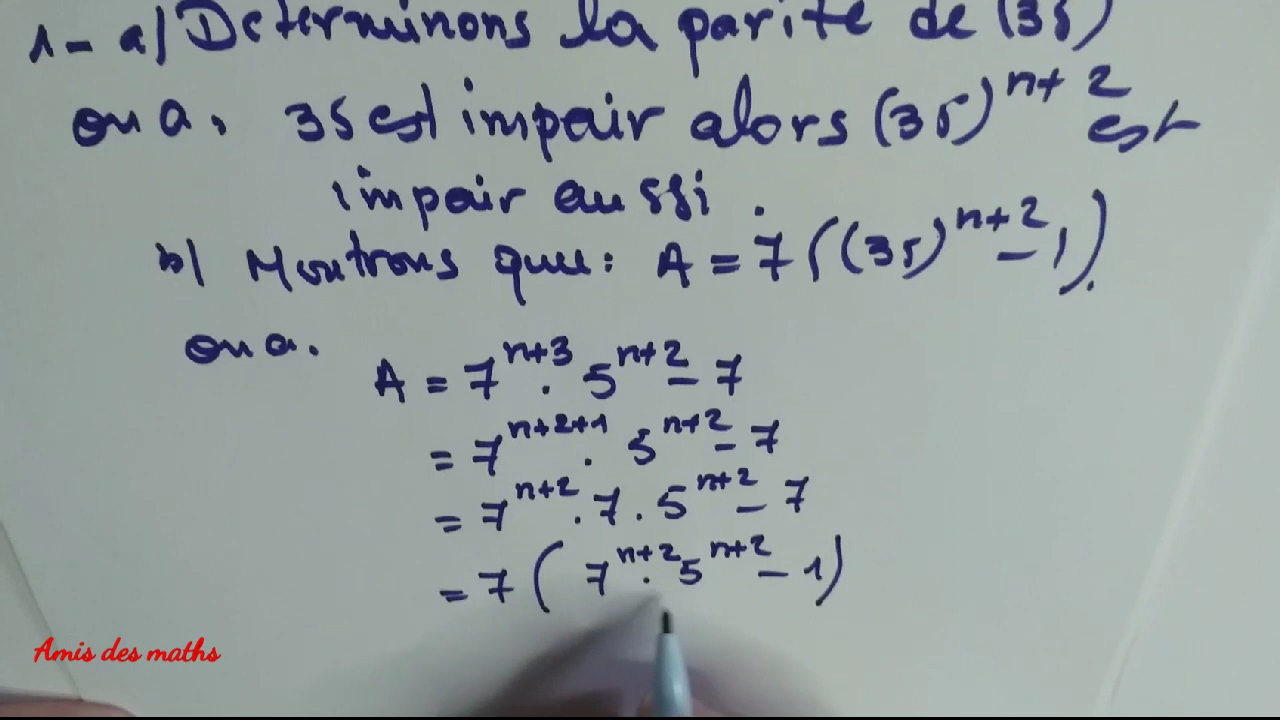 1- a) Determinons la parité de (35)
on a. 35 est impair alors (35)^{n+2} est
impair aussi.
b) Montrons que: A = 7((35)^{n+2} - 1).
on a.
A = 7^{n+3} . 5^{n+2} - 7
= 7^{n+2+1} . 5^{n+2} - 7
= 7^{n+2} . 7 . 5^{n+2} - 7
= 7 ( 7^{n+2} . 5^{n+2} - 1)
Amis des maths